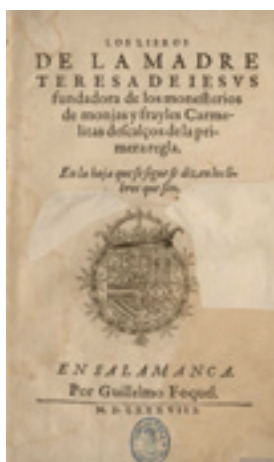 LOS LIBROS
DE LA MADRE
TERESA DE IESVS
fundadora de los monesterios
de monjas y frayles Carme-
litas descalços de la pri-
mera regla.
En la hoja que se sigue se dizen los li-
bros que son.
EN SALAMANCA.
Por Guillelmo Foquel.
M. D. LXXXVIII.